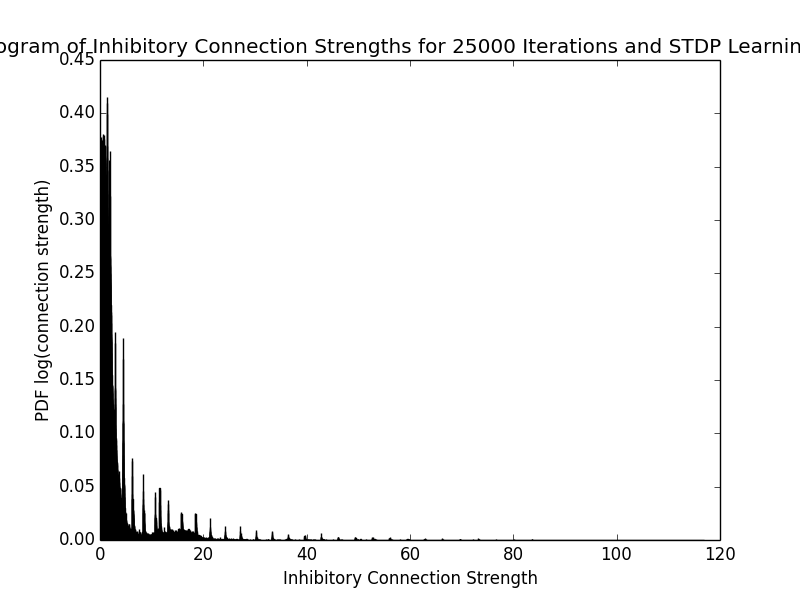 ogram of Inhibitory Connection Strengths for 25000 Iterations and STDP Learnin
0.45
0.40
0.35
0.30
0.25
0.20
0.15
0.10
0.05
0.00
PDF log(connection strength)
0 20 40 60 80 100 120
Inhibitory Connection Strength